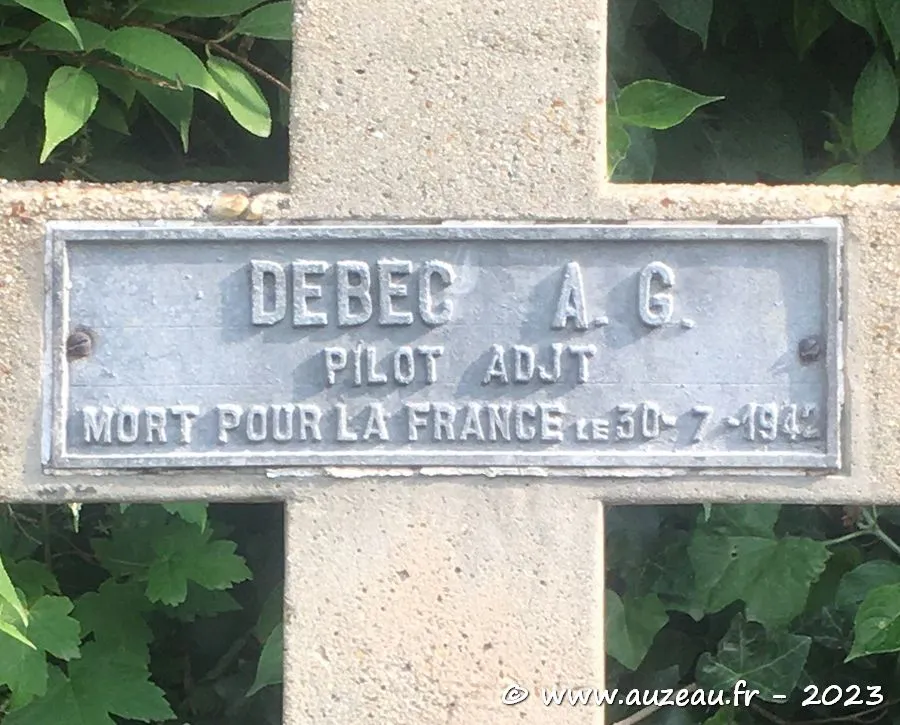 DEBEC A. G.
PILOT ADJT
MORT POUR LA FRANCE LE 30-7-1942
© www.auzeau.fr - 2023